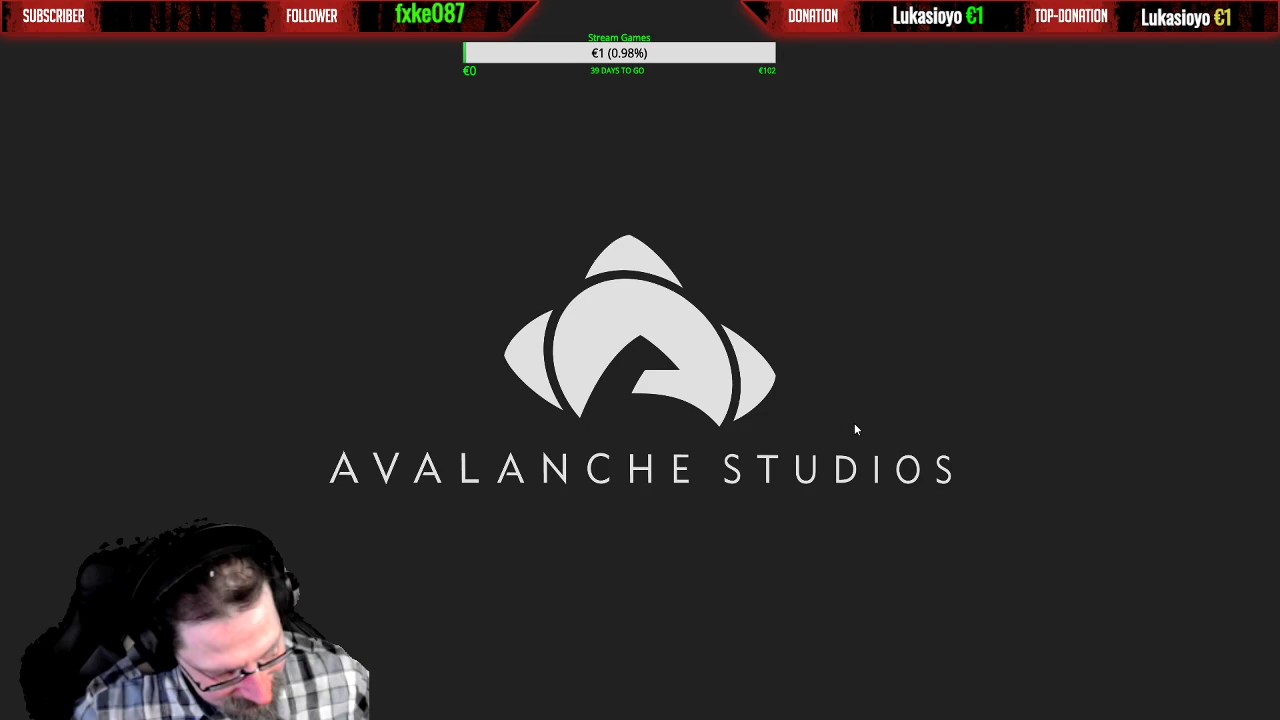 SUBSCRIBER
FOLLOWER
fxke087
DONATION
Lukasioyo €1
TOP-DONATION
Lukasioyo €1
Stream Games
€1 (0.98%)
€0
39 DAYS TO GO
€102
AVALANCHE STUDIOS